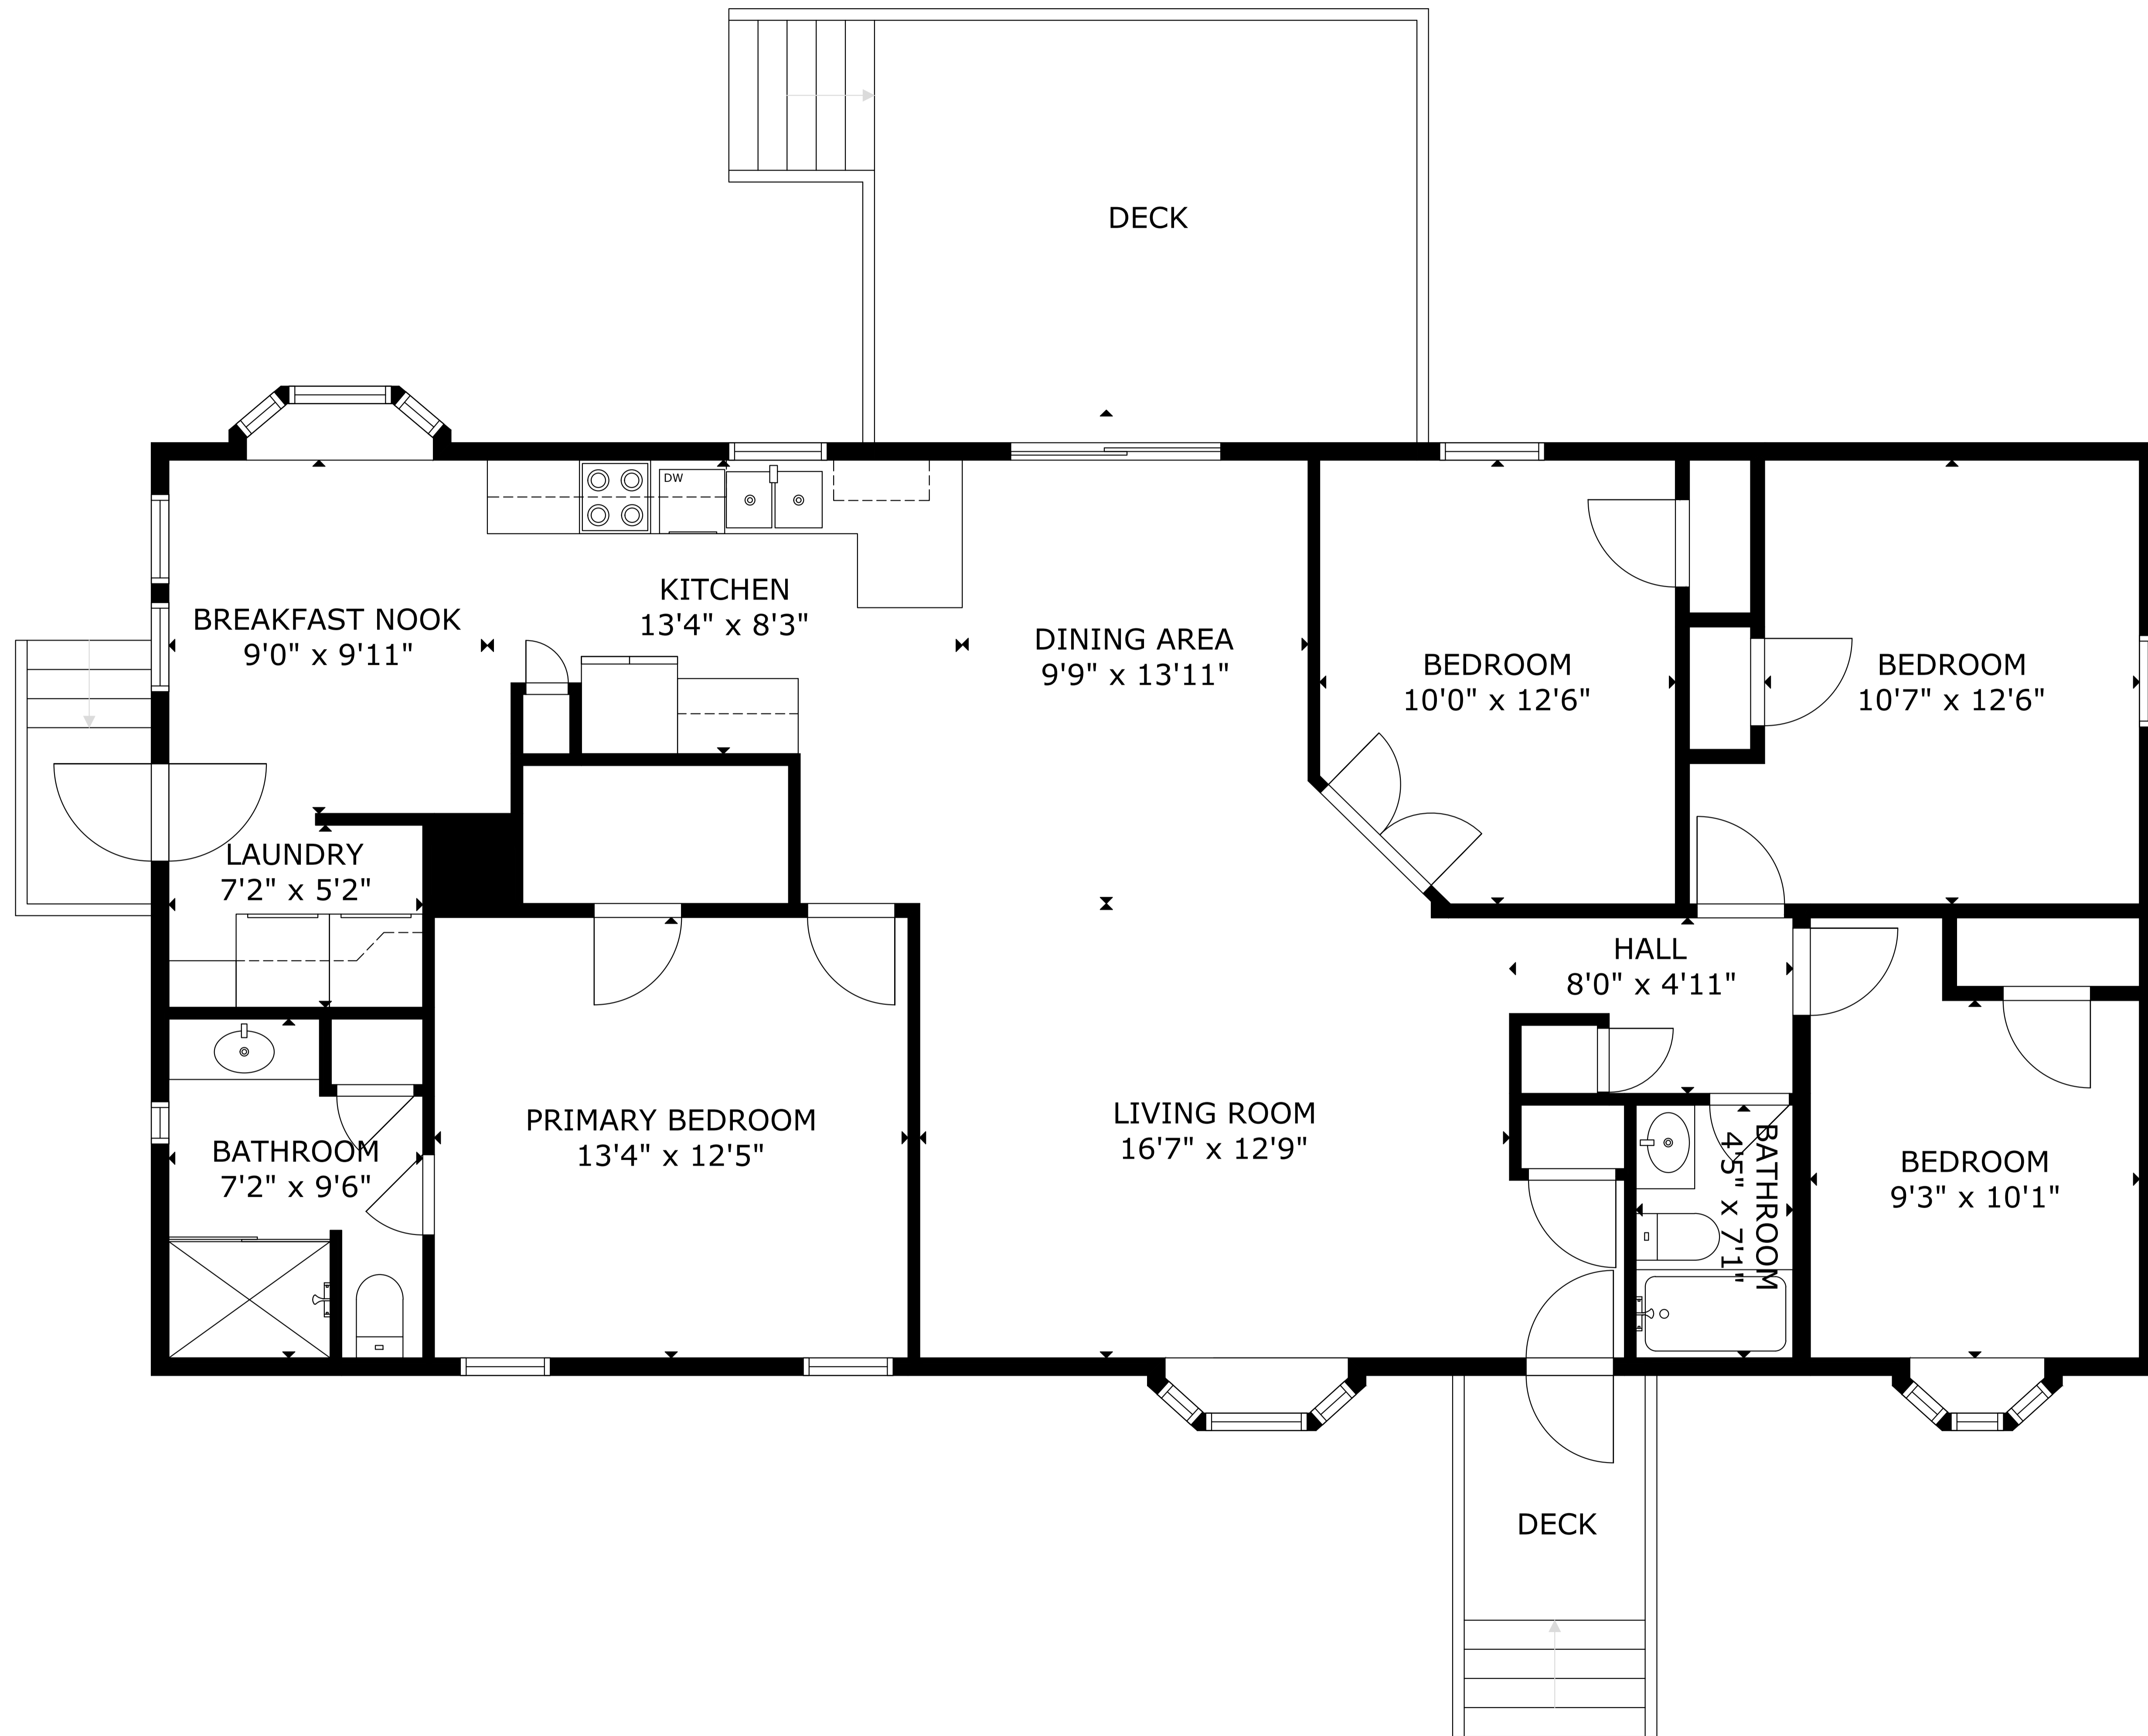 DECK
DW
KITCHEN
13'4" x 8'3"
BREAKFAST NOOK
9'0" x 9'11"
DINING AREA
9'9" x 13'11"
BEDROOM
10'0" x 12'6"
BEDROOM
10'7" x 12'6"
LAUNDRY
7'2" x 5'2"
HALL
8'0" x 4'11"
PRIMARY BEDROOM
13'4" x 12'5"
LIVING ROOM
16'7" x 12'9"
BATHROOM
7'2" x 9'6"
BATHROOM
4'5" x 7'1"
BEDROOM
9'3" x 10'1"
DECK